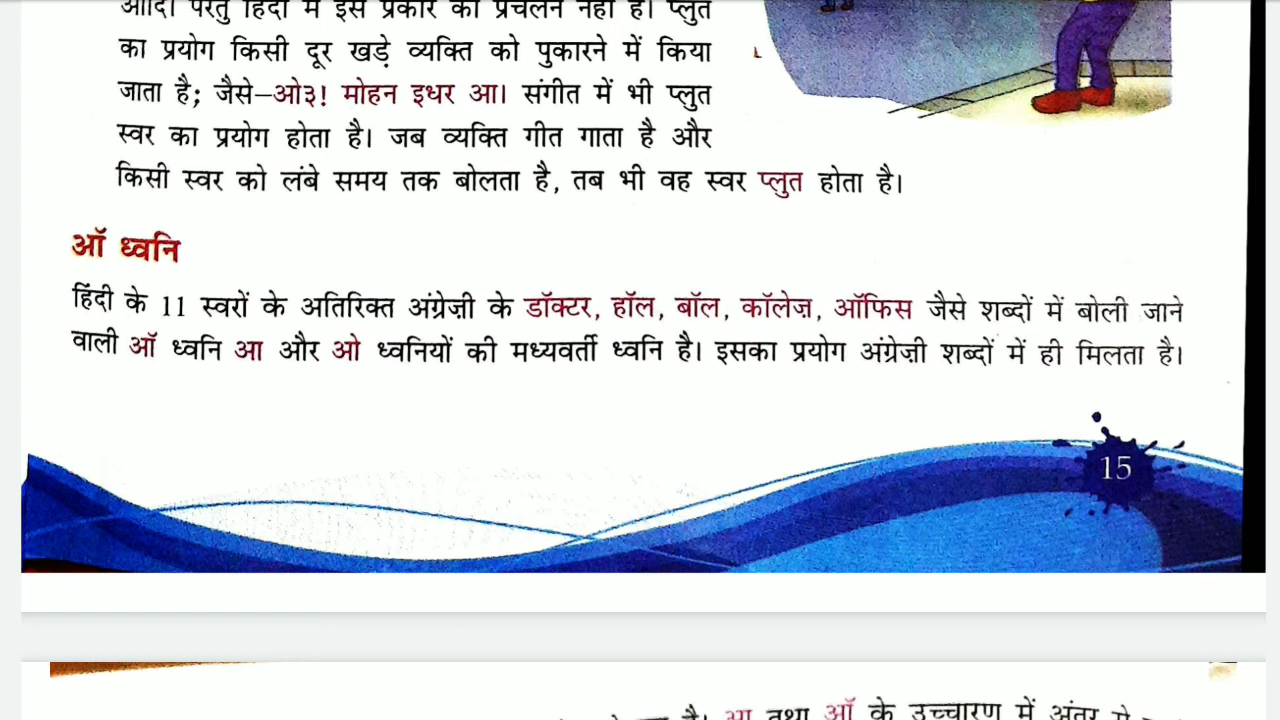 आदि। परंतु हिंदी में इस प्रकार का प्रचलन नहीं है। प्लुत
का प्रयोग किसी दूर खड़े व्यक्ति को पुकारने में किया
जाता है; जैसे–ओ३! मोहन इधर आ। संगीत में भी प्लुत
स्वर का प्रयोग होता है। जब व्यक्ति गीत गाता है और
किसी स्वर को लंबे समय तक बोलता है, तब भी वह स्वर प्लुत होता है।
ऑ ध्वनि
हिंदी के 11 स्वरों के अतिरिक्त अंग्रेज़ी के डॉक्टर, हॉल, बॉल, कॉलेज़, ऑफिस जैसे शब्दों में बोली जाने
वाली ऑ ध्वनि आ और ओ ध्वनियों की मध्यवर्ती ध्वनि है। इसका प्रयोग अंग्रेज़ी शब्दों में ही मिलता है।
15
है। आ तथा ऑ के उच्चारण में अंतर